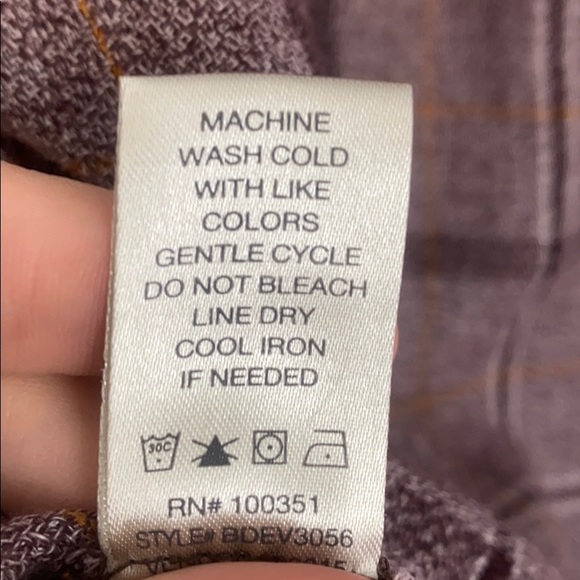 MACHINE
WASH COLD
WITH LIKE
COLORS
GENTLE CYCLE
DO NOT BLEACH
LINE DRY
COOL IRON
IF NEEDED
30C
RN# 100351
STYLE# BDEV3056